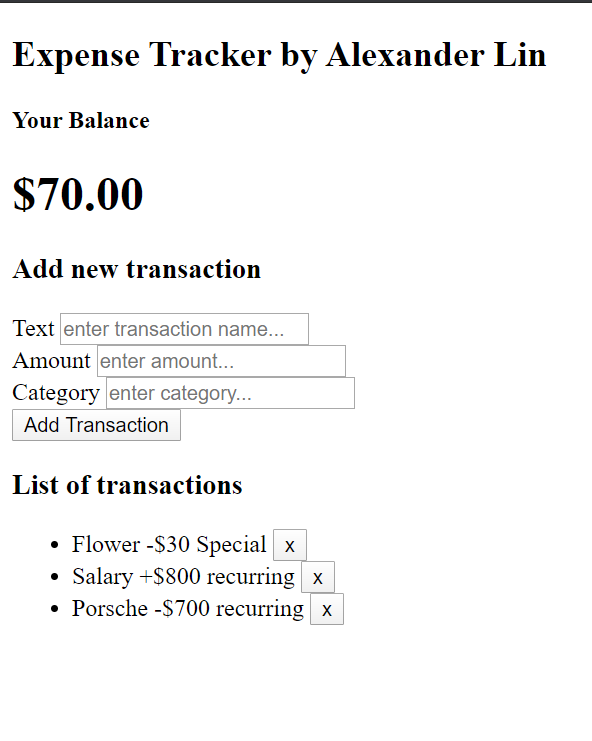 Expense Tracker by Alexander Lin
Your Balance
$70.00
Add new transaction
Text enter transaction name...
Amount enter amount...
Category enter category...
Add Transaction
List of transactions
Flower -$30 Special x
Salary +$800 recurring x
Porsche -$700 recurring x